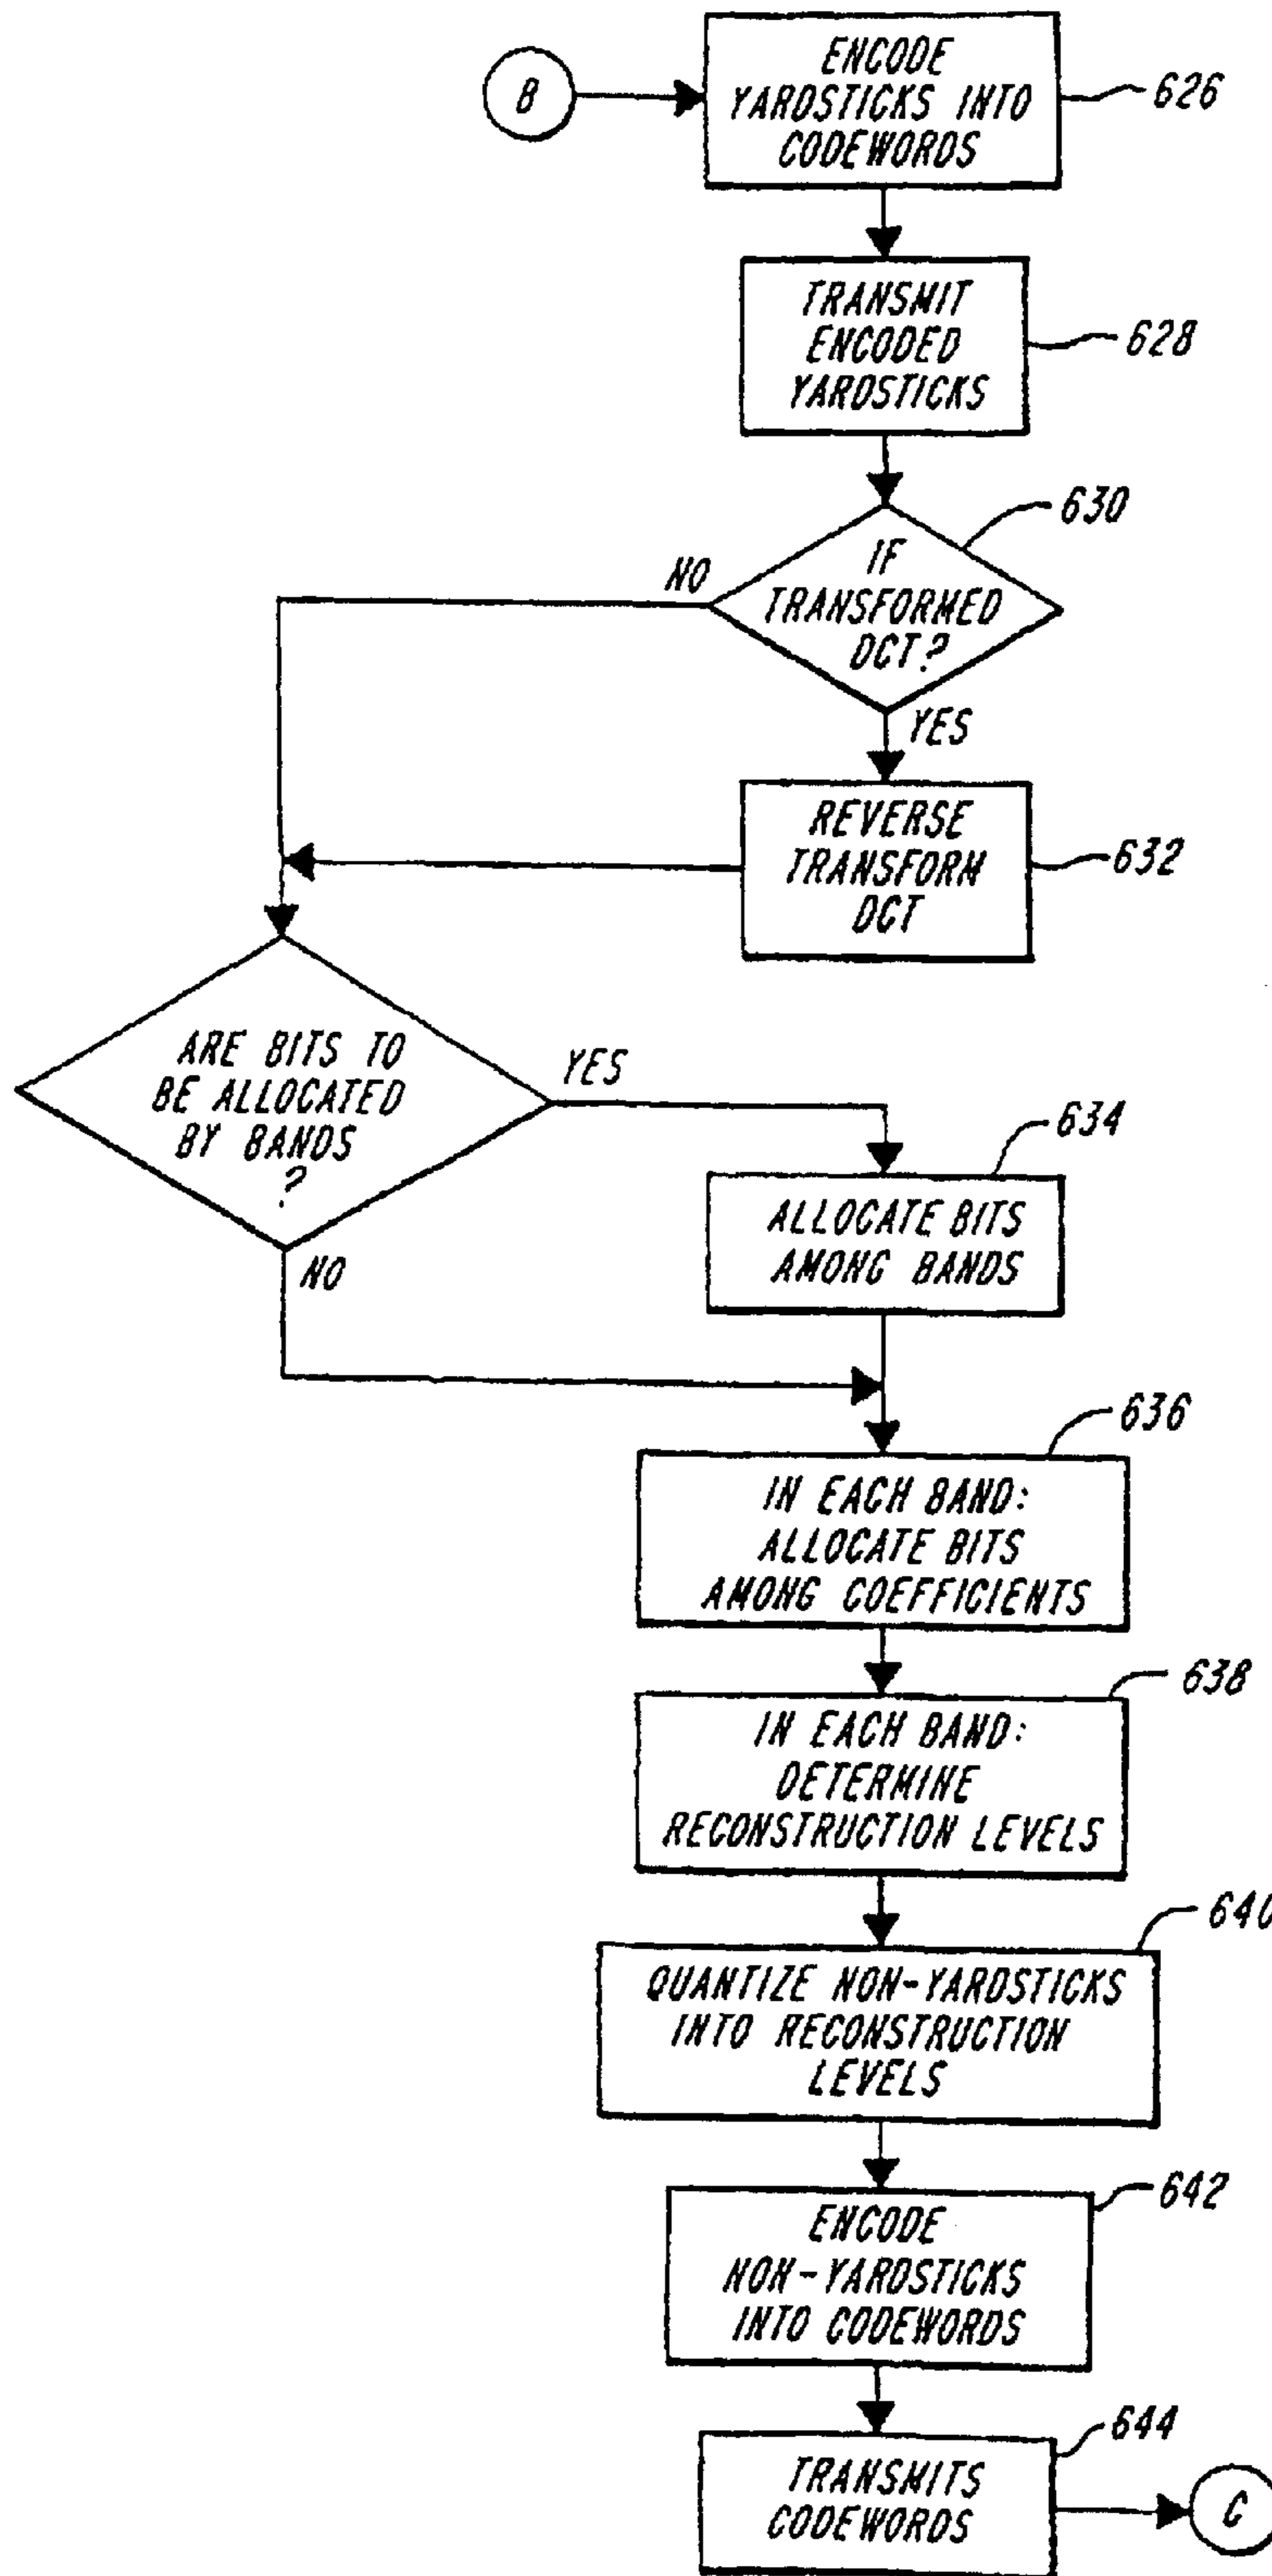 B
ENCODE
YARDSTICKS INTO
CODEWORDS
626
TRANSMIT
ENCODED
YARDSTICKS
628
630
IF
TRANSFORMED
DCT?
NO
YES
REVERSE
TRANSFORM
DCT
632
ARE BITS TO
BE ALLOCATED
BY BANDS
?
YES
NO
634
ALLOCATE BITS
AMONG BANDS
636
IN EACH BAND:
ALLOCATE BITS
AMONG COEFFICIENTS
638
IN EACH BAND:
DETERMINE
RECONSTRUCTION LEVELS
640
QUANTIZE NON-YARDSTICKS
INTO RECONSTRUCTION
LEVELS
642
ENCODE
NON-YARDSTICKS
INTO CODEWORDS
644
TRANSMITS
CODEWORDS
C